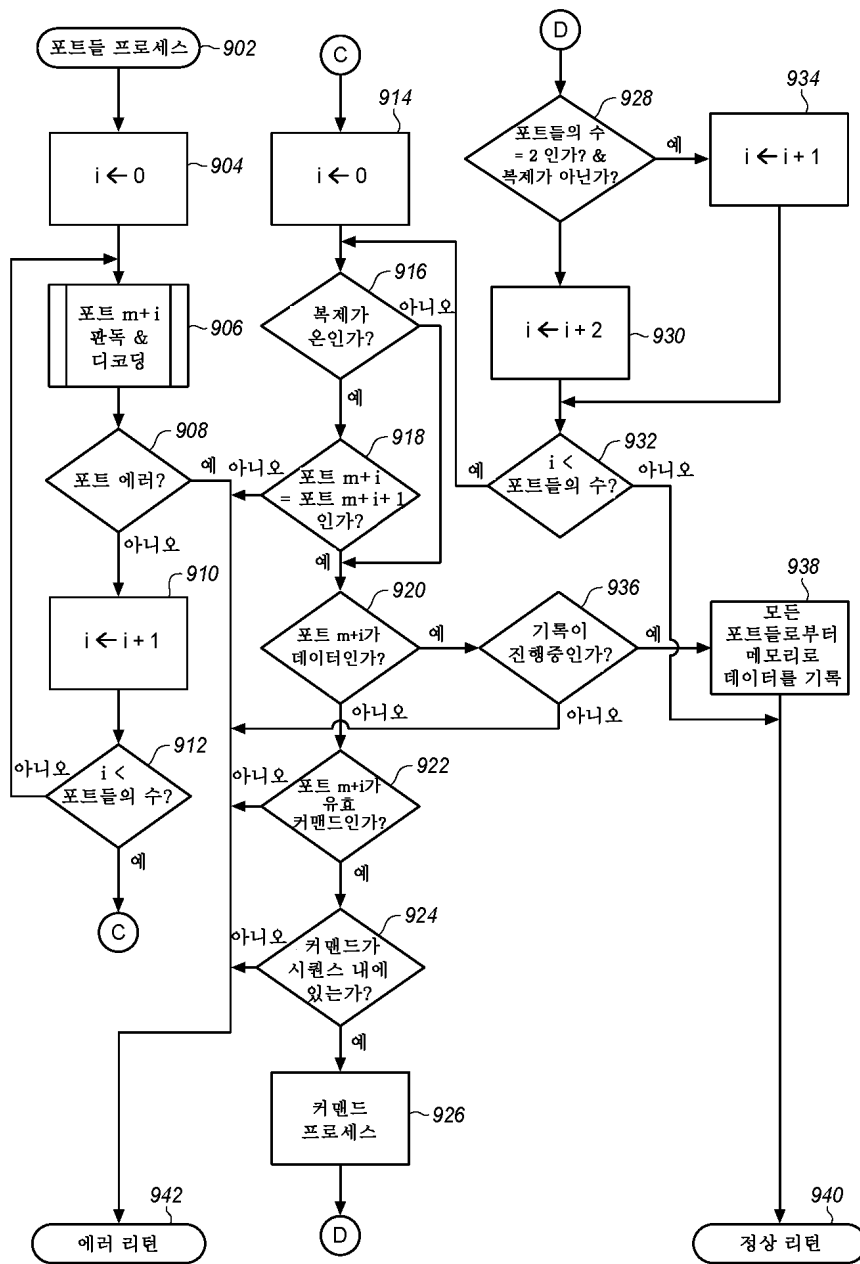 포트들 프로세스
902
i ← 0
904
포트 m+i
판독 &
디코딩
906
포트 에러?
908
예
아니오
i ← i + 1
910
i <
포트들의 수?
912
아니오
예
C
C
i ← 0
914
복제가
온인가?
916
아니오
예
포트 m+i
= 포트 m+i+1
인가?
918
아니오
예
포트 m+i가
데이터인가?
920
예
아니오
포트 m+i가
유효
커맨드인가?
922
아니오
예
커맨드가
시퀀스 내에
있는가?
924
아니오
예
커맨드
프로세스
926
D
D
포트들의 수
= 2 인가? &
복제가 아닌가?
928
예
i ← i + 1
934
i ← i + 2
930
i <
포트들의 수?
932
예
아니오
기록이
진행중인가?
936
예
아니오
모든
포트들로부터
메모리로
데이터를 기록
938
에러 리턴
942
정상 리턴
940